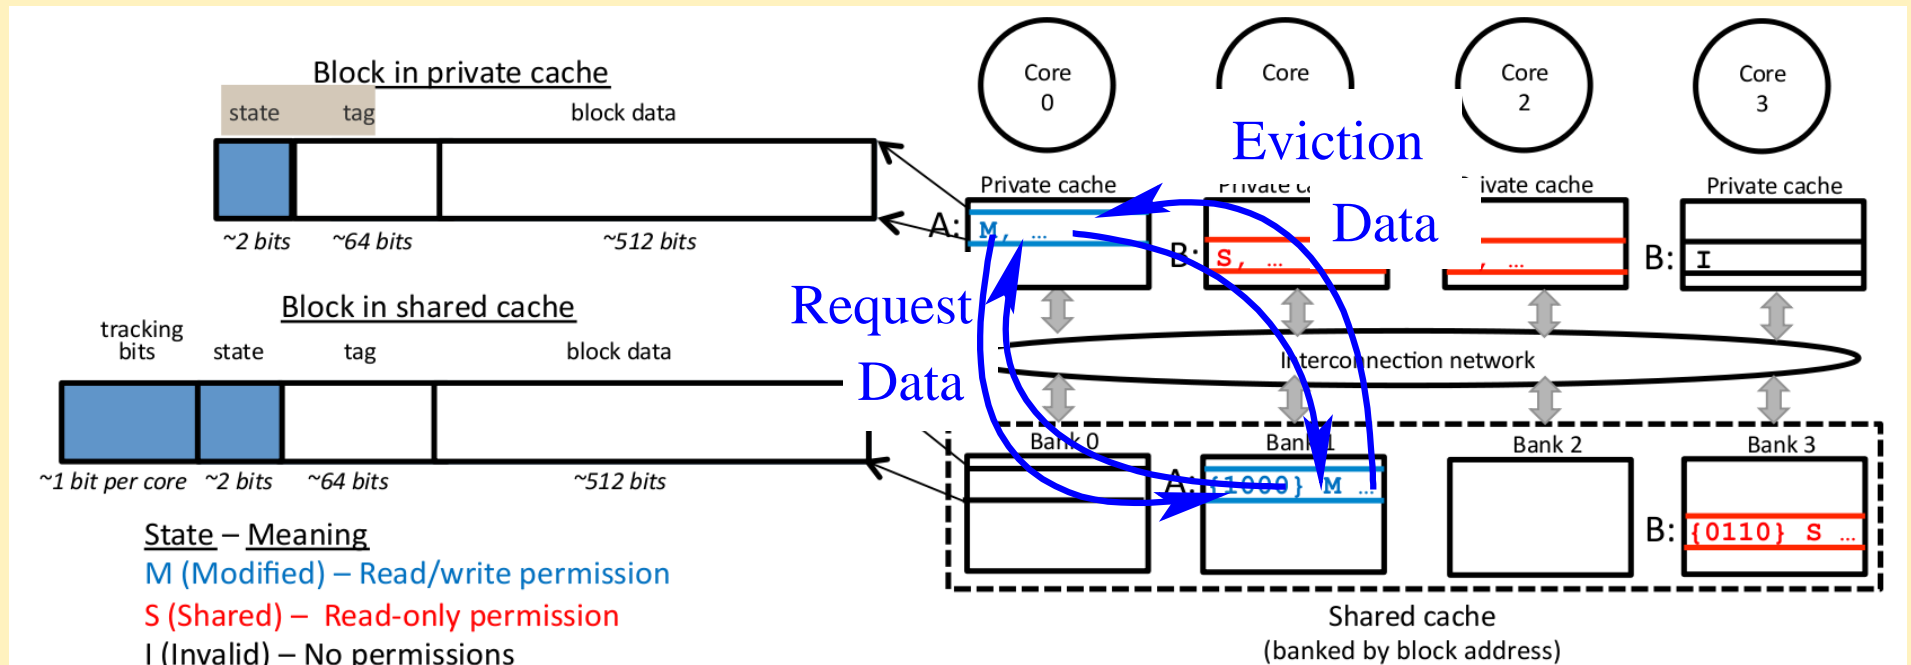 Block in private cache
state tag block data
~2 bits ~64 bits ~512 bits
Block in shared cache
tracking
bits state tag block data
~1 bit per core ~2 bits ~64 bits ~512 bits
State – Meaning
M (Modified) – Read/write permission
S (Shared) – Read-only permission
I (Invalid) – No permissions
Core
0
Core
Core
2
Core
3
Eviction
Data
Private cache
Private
cache
Private cache
A: M, …
B: S, …
, …
B: I
Request
Data
Interconnection network
Bank 0
Bank 1
Bank 2
Bank 3
A: {1000} M …
B: {0110} S …
Shared cache
(banked by block address)